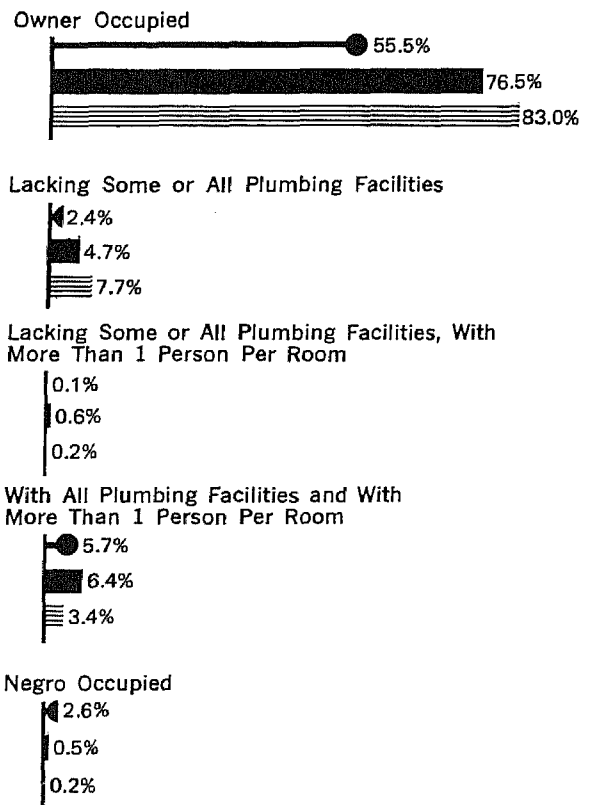 Owner Occupied
55.5%
76.5%
83.0%
Lacking Some or All Plumbing Facilities
2.4%
4.7%
7.7%
Lacking Some or All Plumbing Facilities, With
More Than 1 Person Per Room
0.1%
0.6%
0.2%
With All Plumbing Facilities and With
More Than 1 Person Per Room
5.7%
6.4%
3.4%
Negro Occupied
2.6%
0.5%
0.2%